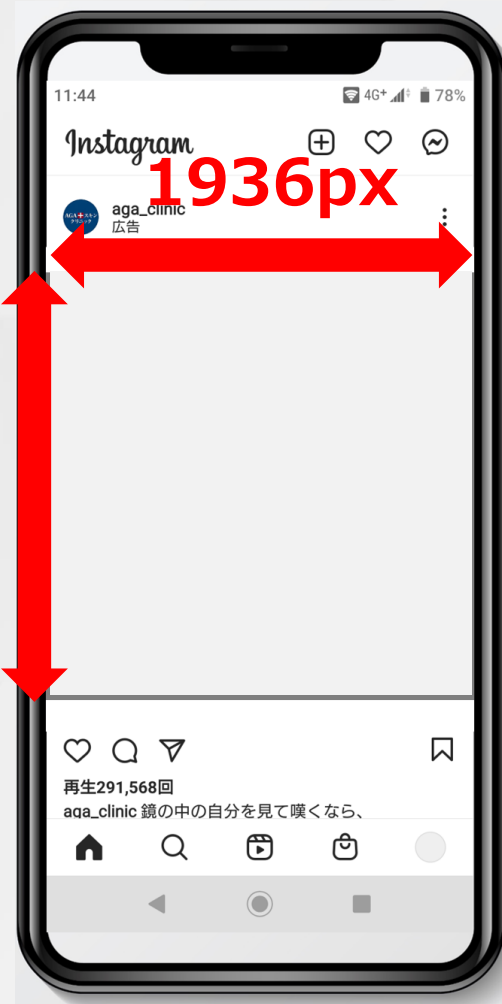 11:44 4G+ 78%
Instagram
1936px
AGA+スキン
クリニック
aga_clinic
広告
再生291,568回
aga_clinic 鏡の中の自分を見て嘆くなら、